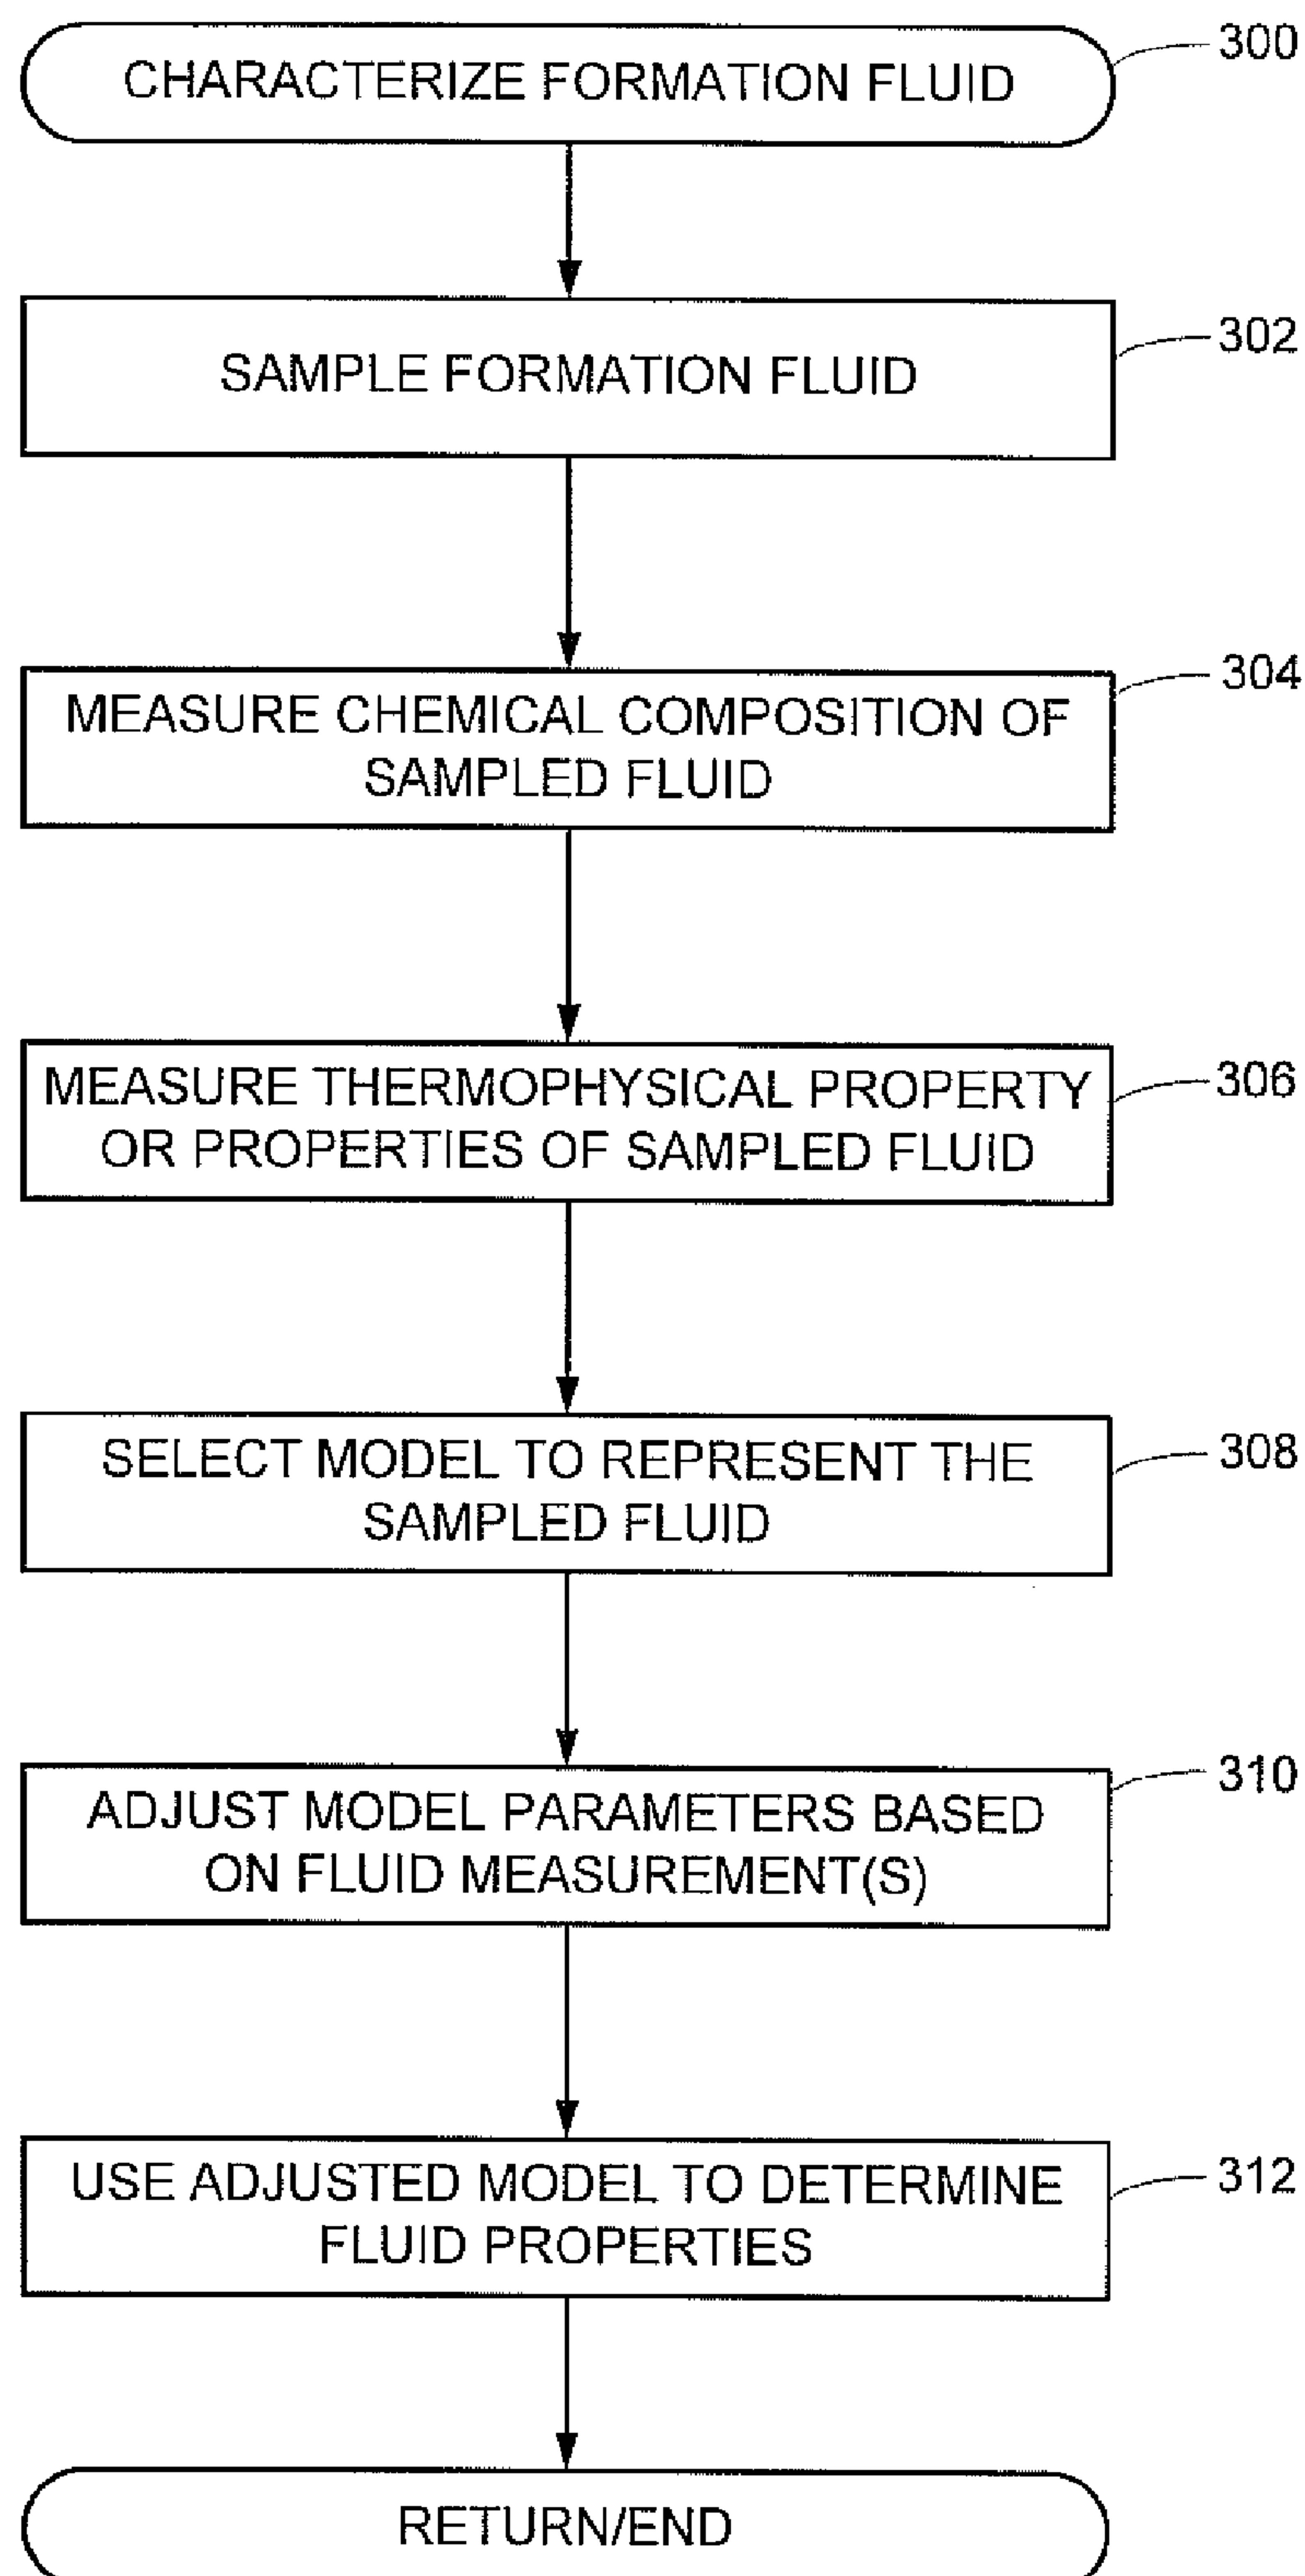 CHARACTERIZE FORMATION FLUID
300
SAMPLE FORMATION FLUID
302
MEASURE CHEMICAL COMPOSITION OF
SAMPLED FLUID
304
MEASURE THERMOPHYSICAL PROPERTY
OR PROPERTIES OF SAMPLED FLUID
306
SELECT MODEL TO REPRESENT THE
SAMPLED FLUID
308
ADJUST MODEL PARAMETERS BASED
ON FLUID MEASUREMENT(S)
310
USE ADJUSTED MODEL TO DETERMINE
FLUID PROPERTIES
312
RETURN/END